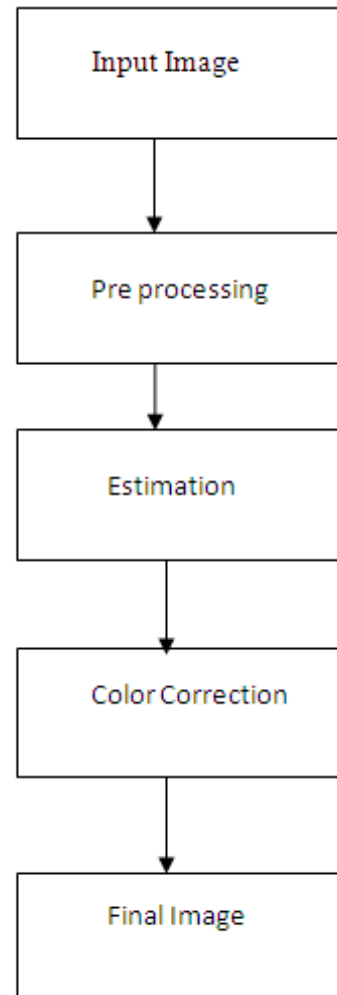 Input Image
Pre processing
Estimation
Color Correction
Final Image